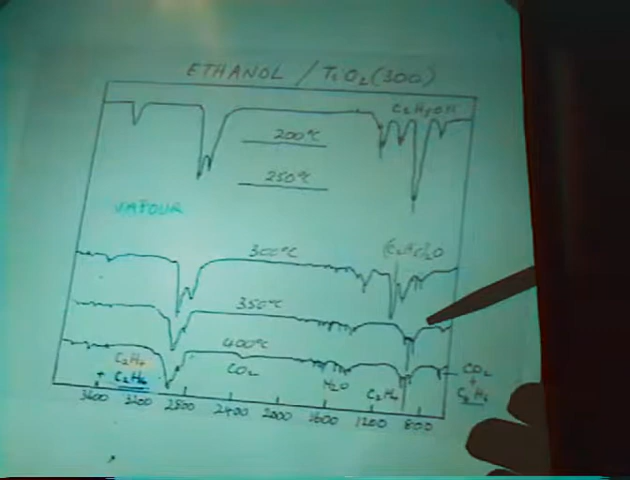 ETHANOL / TiO2(300)
C2H5OH
200°C
250°C
VAPOUR
300°C
(C2H5)2O
350°C
400°C
C2H4
+ C2H6
CO2
H2O
C2H4
CO2
+
3600 3200 2800 2400 2000 1600 1200 800